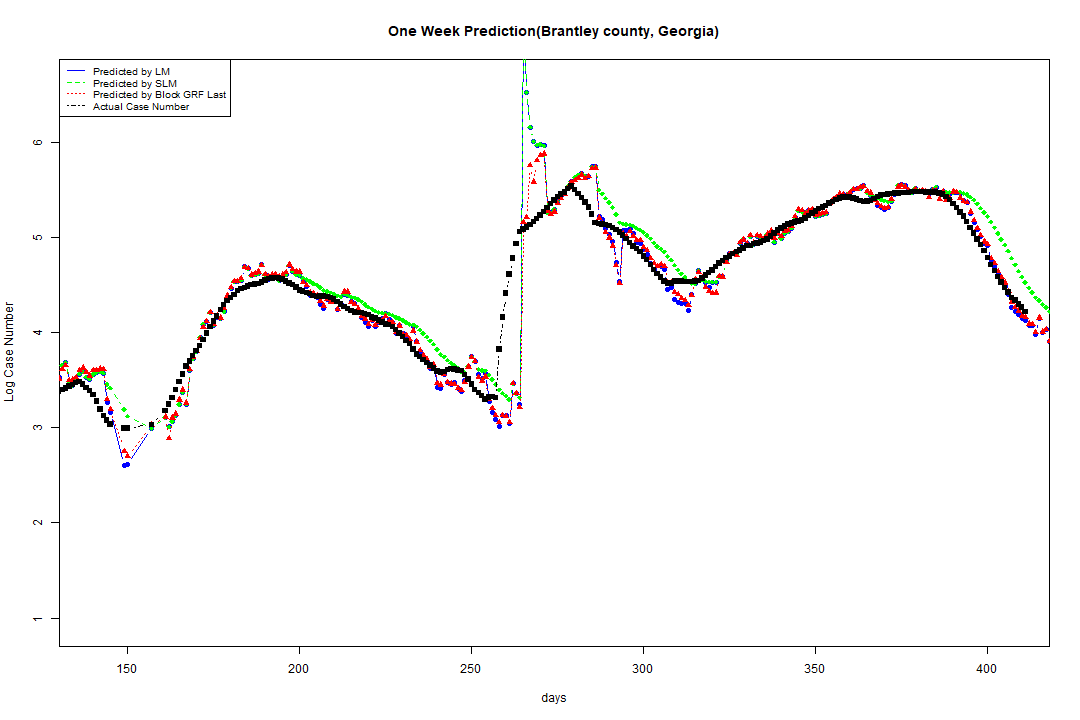 One Week Prediction(Brantley county, Georgia)
Predicted by LM
Predicted by SLM
Predicted by Block GRF Last
Actual Case Number
Log Case Number
6
5
4
3
2
1
150 200 250 300 350 400
days